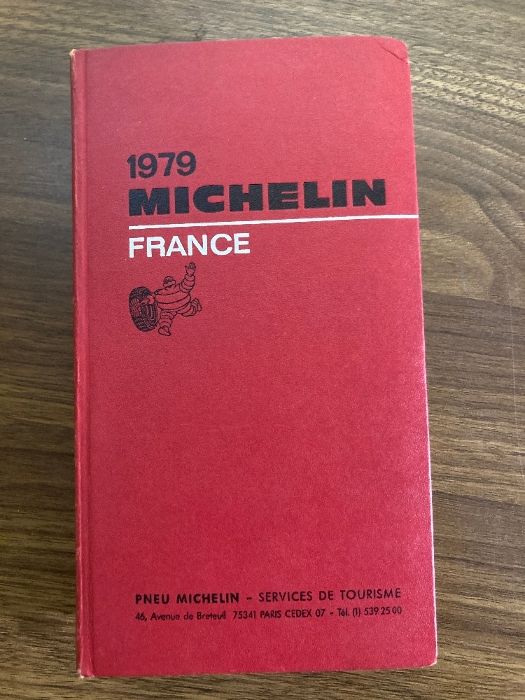 1979
MICHELIN
FRANCE
PNEU MICHELIN - SERVICES DE TOURISME
46, Avenue de Breteuil 75341 PARIS CEDEX 07 - Tél. (1) 539 25 00